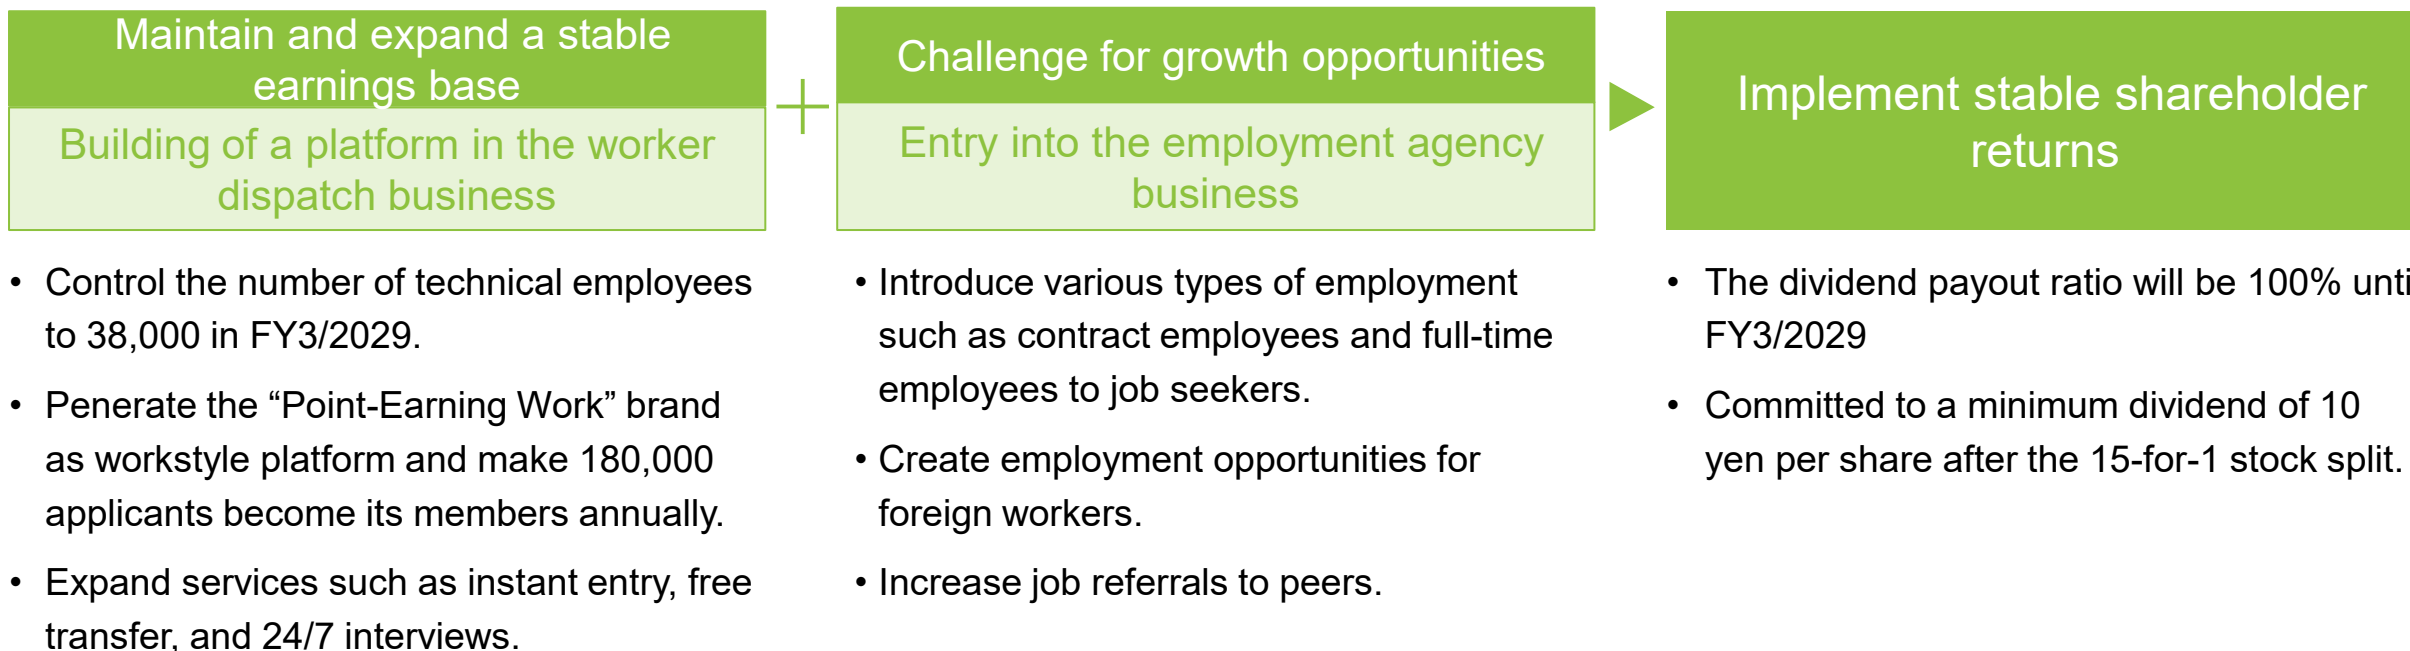 Maintain and expand a stable
earnings base
Building of a platform in the worker
dispatch business
• Control the number of technical employees
to 38,000 in FY3/2029.
• Penerate the “Point-Earning Work” brand
as workstyle platform and make 180,000
applicants become its members annually.
• Expand services such as instant entry, free
transfer, and 24/7 interviews.
+
Challenge for growth opportunities
Entry into the employment agency
business
• Introduce various types of employment
such as contract employees and full-time
employees to job seekers.
• Create employment opportunities for
foreign workers.
• Increase job referrals to peers.
Implement stable shareholder
returns
• The dividend payout ratio will be 100% unti
FY3/2029
• Committed to a minimum dividend of 10
yen per share after the 15-for-1 stock split.